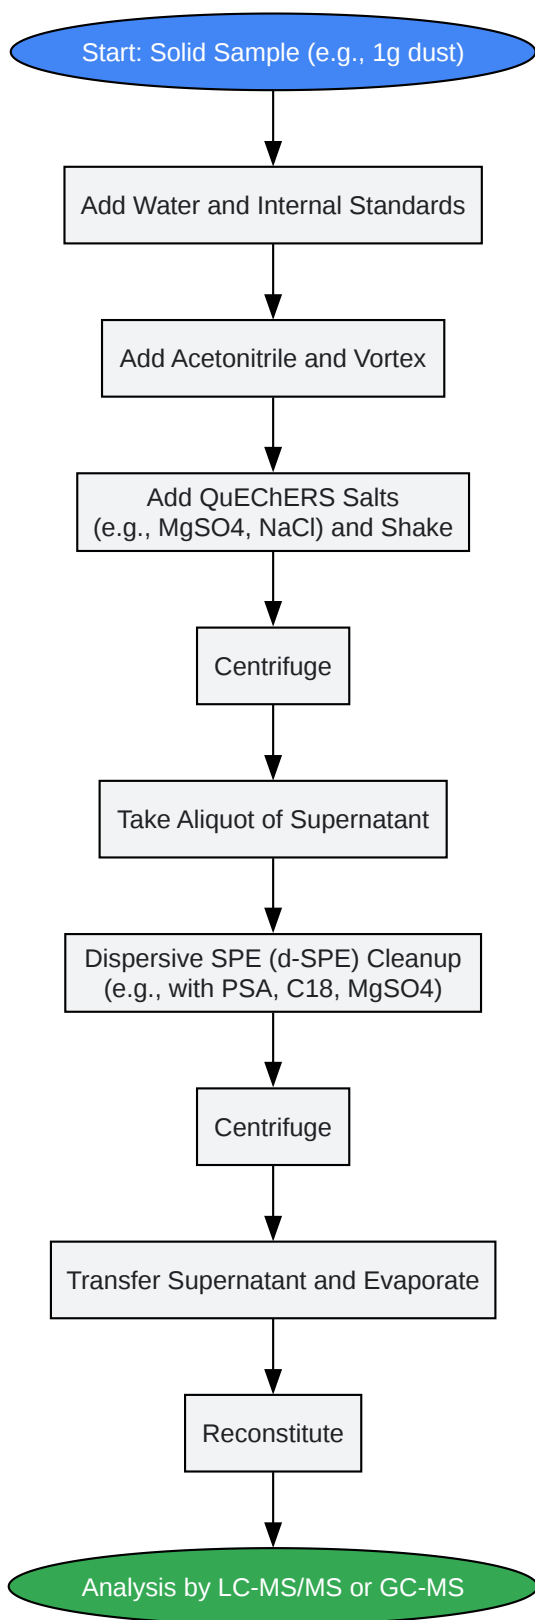 Start: Solid Sample (e.g., 1g dust)
Add Water and Internal Standards
Add Acetonitrile and Vortex
Add QuEChERS Salts
(e.g., MgSO4, NaCl) and Shake
Centrifuge
Take Aliquot of Supernatant
Dispersive SPE (d-SPE) Cleanup
(e.g., with PSA, C18, MgSO4)
Centrifuge
Transfer Supernatant and Evaporate
Reconstitute
Analysis by LC-MS/MS or GC-MS